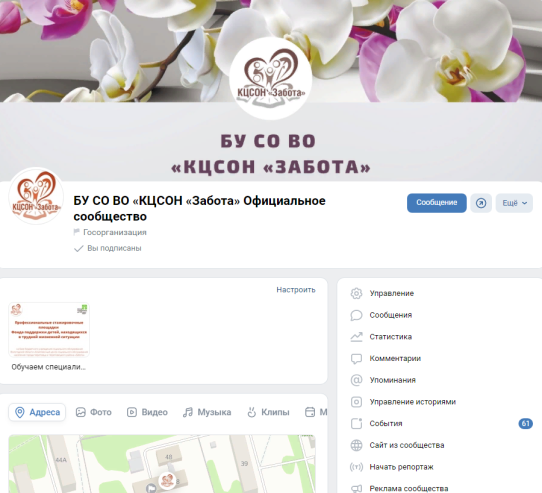 КЦСОН «Забота»
БУ СО ВО
«КЦСОН «ЗАБОТА»
КЦСОН «Забота»
БУ СО ВО «КЦСОН «Забота» Официальное
сообщество
Госорганизация
Вы подписаны
Сообщение
Ещё
Настроить
Профессиональные стажировочные
площадки
Фонда поддержки детей, находящихся
в трудной жизненной ситуации
Обучаем специали...
Адреса
Фото
Видео
Музыка
Клипы
М
44А
48
39
Управление
Сообщения
Статистика
Комментарии
Упоминания
Управление историями
События
61
Сайт из сообщества
Начать репортаж
Реклама сообщества